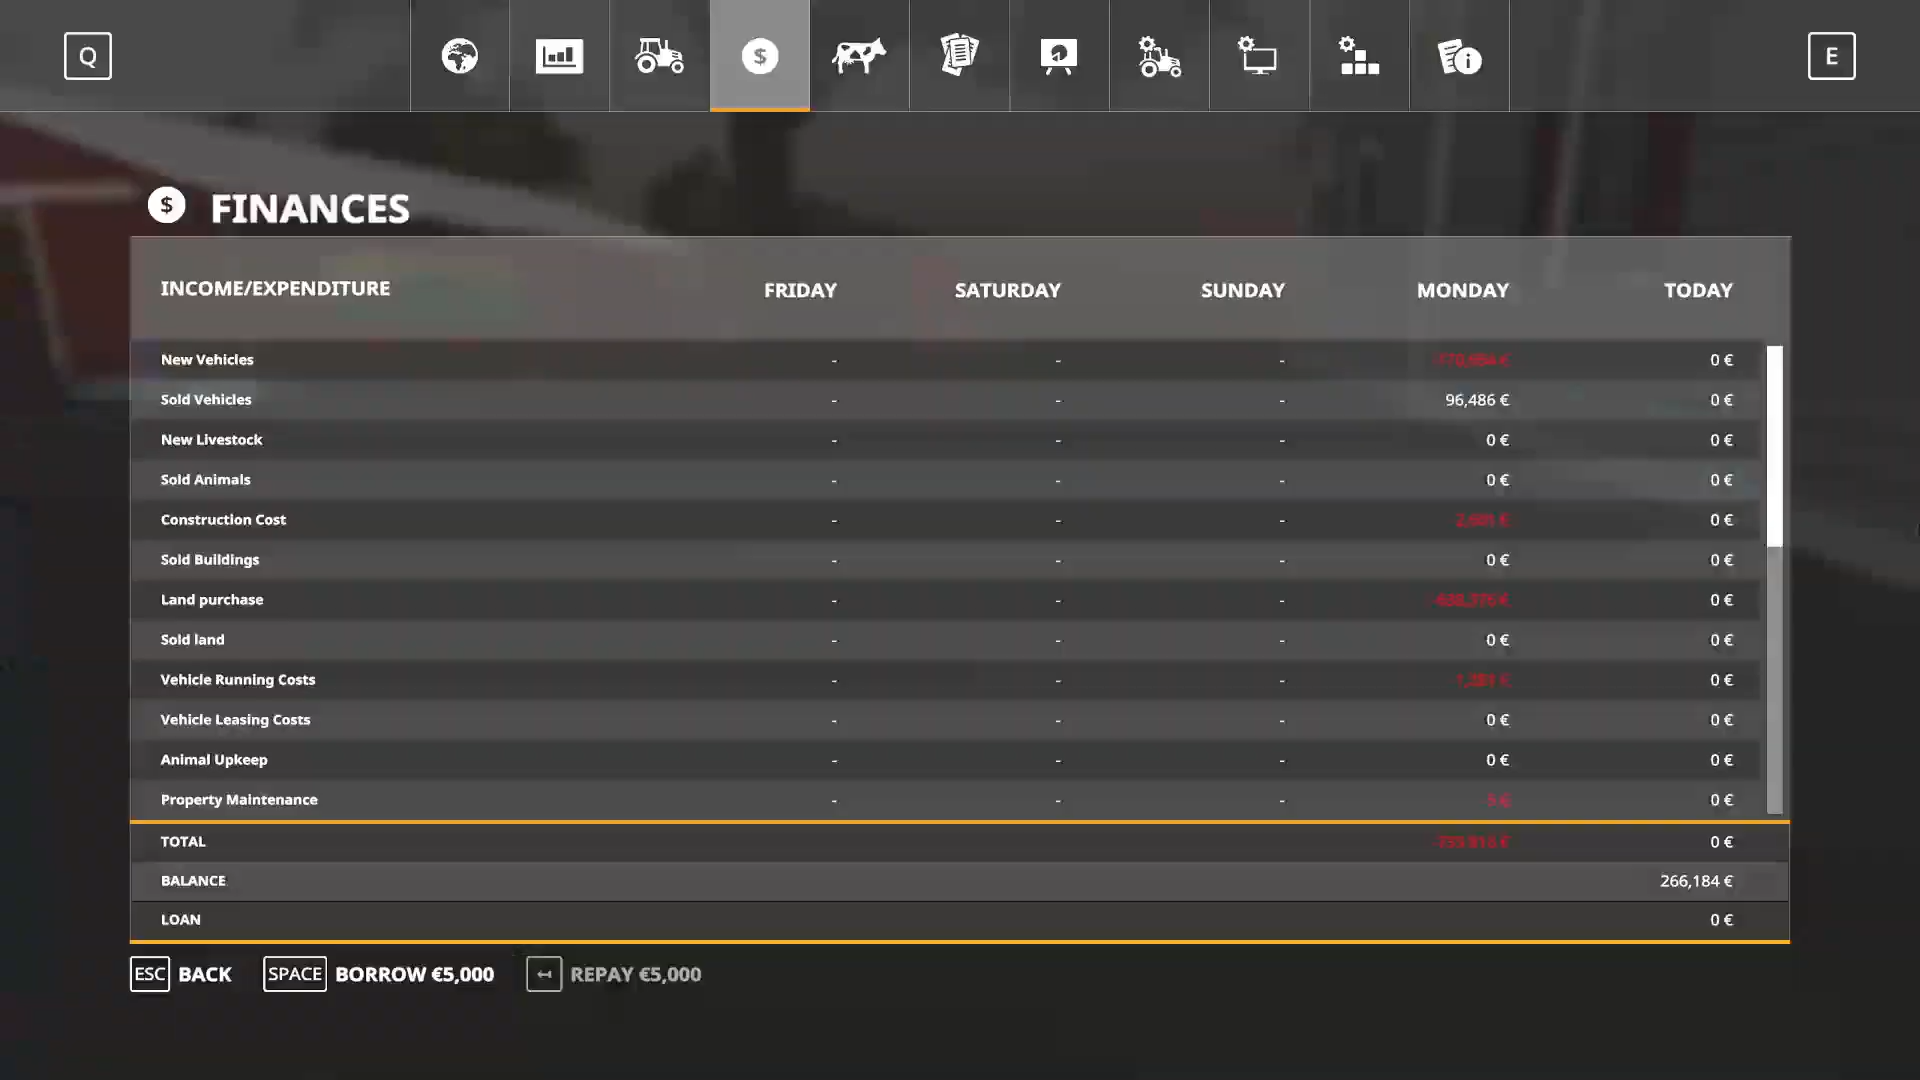 Q
E
$ FINANCES
INCOME/EXPENDITURE FRIDAY SATURDAY SUNDAY MONDAY TODAY
New Vehicles - - - 0 €
Sold Vehicles - - - 96,486 € 0 €
New Livestock - - - 0 € 0 €
Sold Animals - - - 0 € 0 €
Construction Cost - - - 0 €
Sold Buildings - - - 0 € 0 €
Land purchase - - - 0 €
Sold land - - - 0 € 0 €
Vehicle Running Costs - - - 0 €
Vehicle Leasing Costs - - - 0 € 0 €
Animal Upkeep - - - 0 € 0 €
Property Maintenance - - - 0 €
TOTAL 0 €
BALANCE 266,184 €
LOAN 0 €
ESC BACK SPACE BORROW €5,000 REPAY €5,000